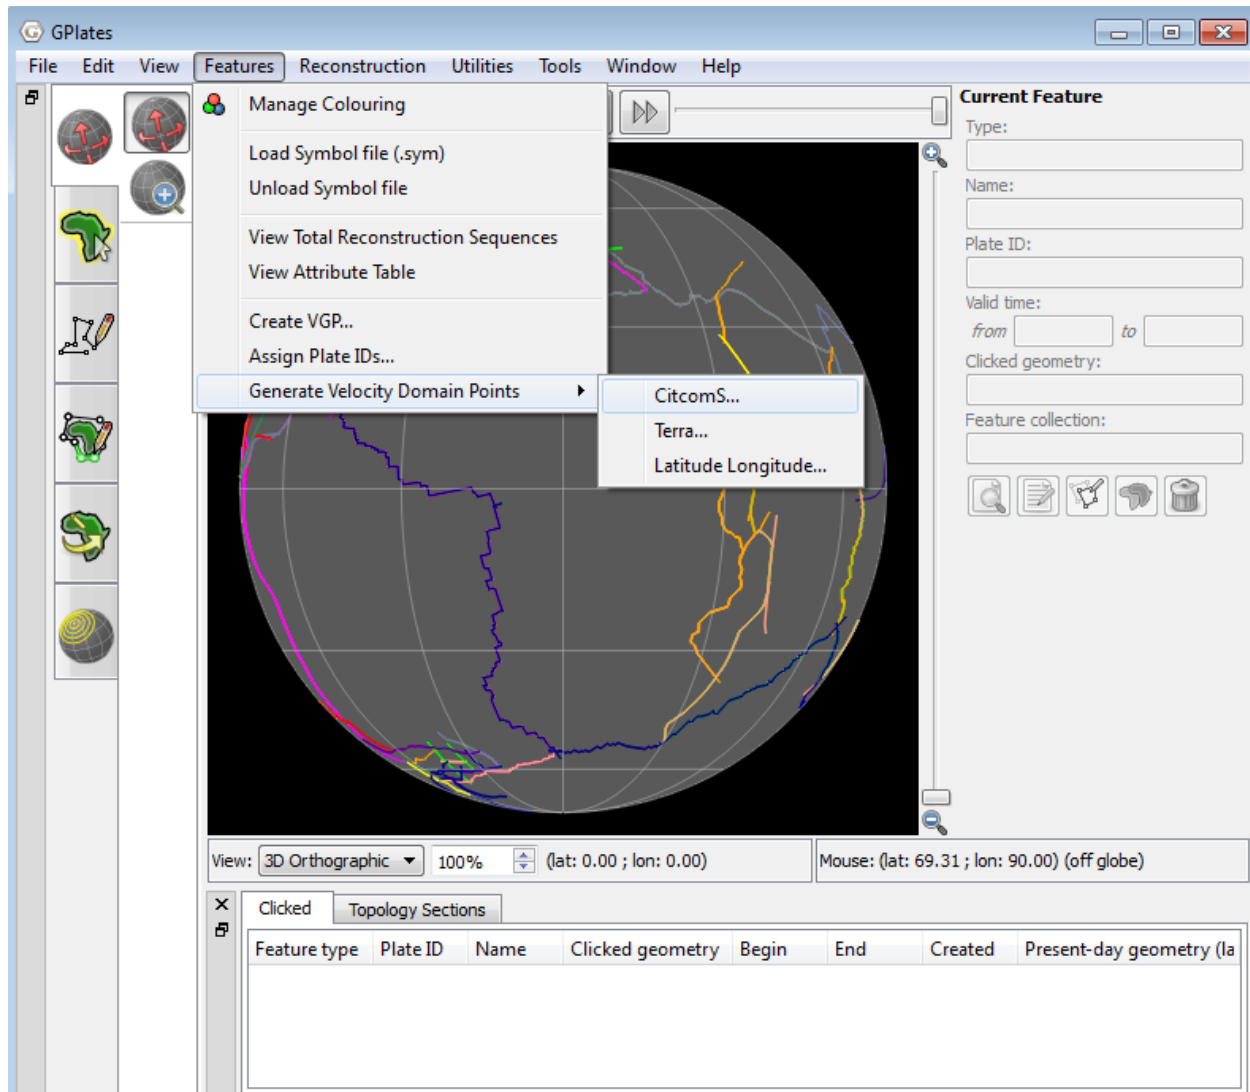 GPlates
File Edit View Features Reconstruction Utilities Tools Window Help
Manage Colouring
Load Symbol file (.sym)
Unload Symbol file
View Total Reconstruction Sequences
View Attribute Table
Create VGP...
Assign Plate IDs...
Generate Velocity Domain Points
CitcomS...
Terra...
Latitude Longitude...
Current Feature
Type:
Name:
Plate ID:
Valid time:
from to
Clicked geometry:
Feature collection:
View: 3D Orthographic 100% (lat: 0.00 ; lon: 0.00) Mouse: (lat: 69.31 ; lon: 90.00) (off globe)
Clicked Topology Sections
Feature type Plate ID Name Clicked geometry Begin End Created Present-day geometry (la